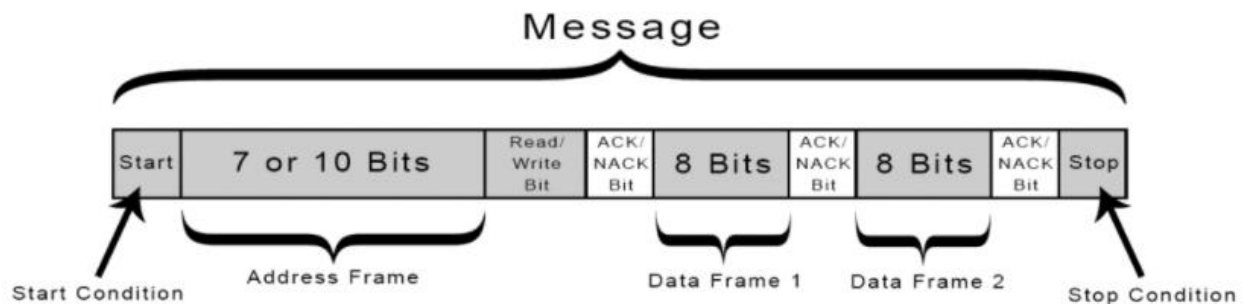 Message
Start
7 or 10 Bits
Read/
Write
Bit
ACK/
NACK
Bit
8 Bits
ACK/
NACK
Bit
8 Bits
ACK/
NACK
Bit
Stop
Start Condition
Address Frame
Data Frame 1
Data Frame 2
Stop Condition